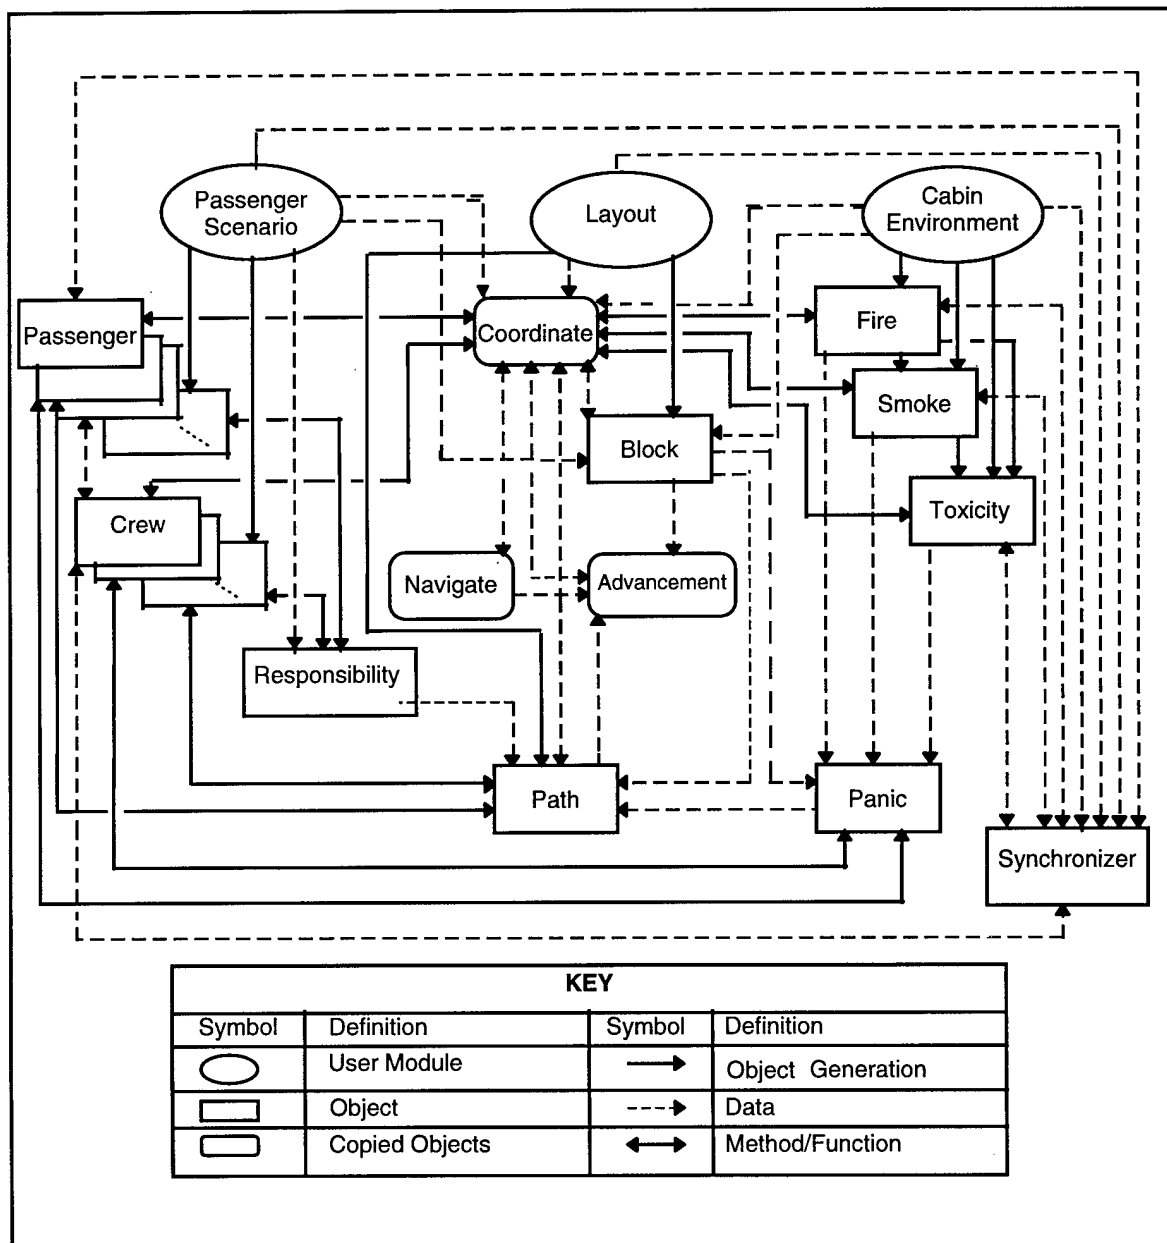 Passenger
Scenario
Layout
Cabin
Environment
Passenger
Coordinate
Fire
Smoke
Block
Crew
Toxicity
Navigate
Advancement
Responsibility
Path
Panic
Synchronizer
KEY
Symbol
Definition
Symbol
Definition
User Module
Object Generation
Object
Data
Copied Objects
Method/Function